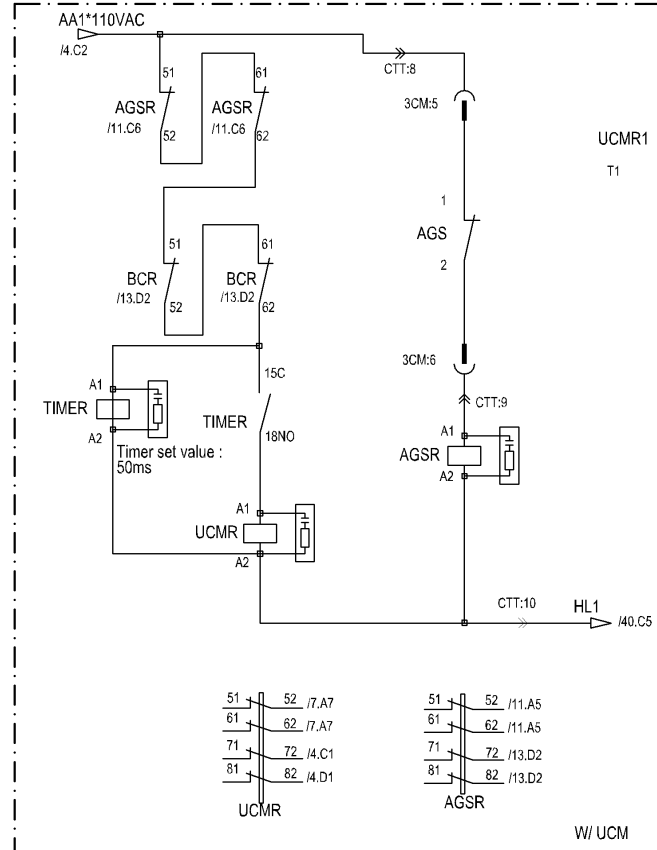 AA1*110VAC
/4.C2
CTT:8
51
61
AGSR
AGSR
/11.C6
/11.C6
52
62
3CM:5
UCMR1
T1
1
AGS
2
51
61
BCR
BCR
/13.D2
/13.D2
52
62
3CM:6
15C
A1
CTT:9
TIMER
TIMER
A2
18NO
A1
AGSR
A2
Timer set value :
50ms
A1
UCMR
A2
CTT:10
HL1
/40.C5
51 52 /7.A7
61 62 /7.A7
71 72 /4.C1
81 82 /4.D1
UCMR
51 52 /11.A5
61 62 /11.A5
71 72 /13.D2
81 82 /13.D2
AGSR
W/ UCM